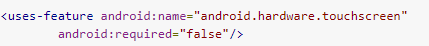 <uses-feature android:name="android.hardware.touchscreen"
android:required="false"/>